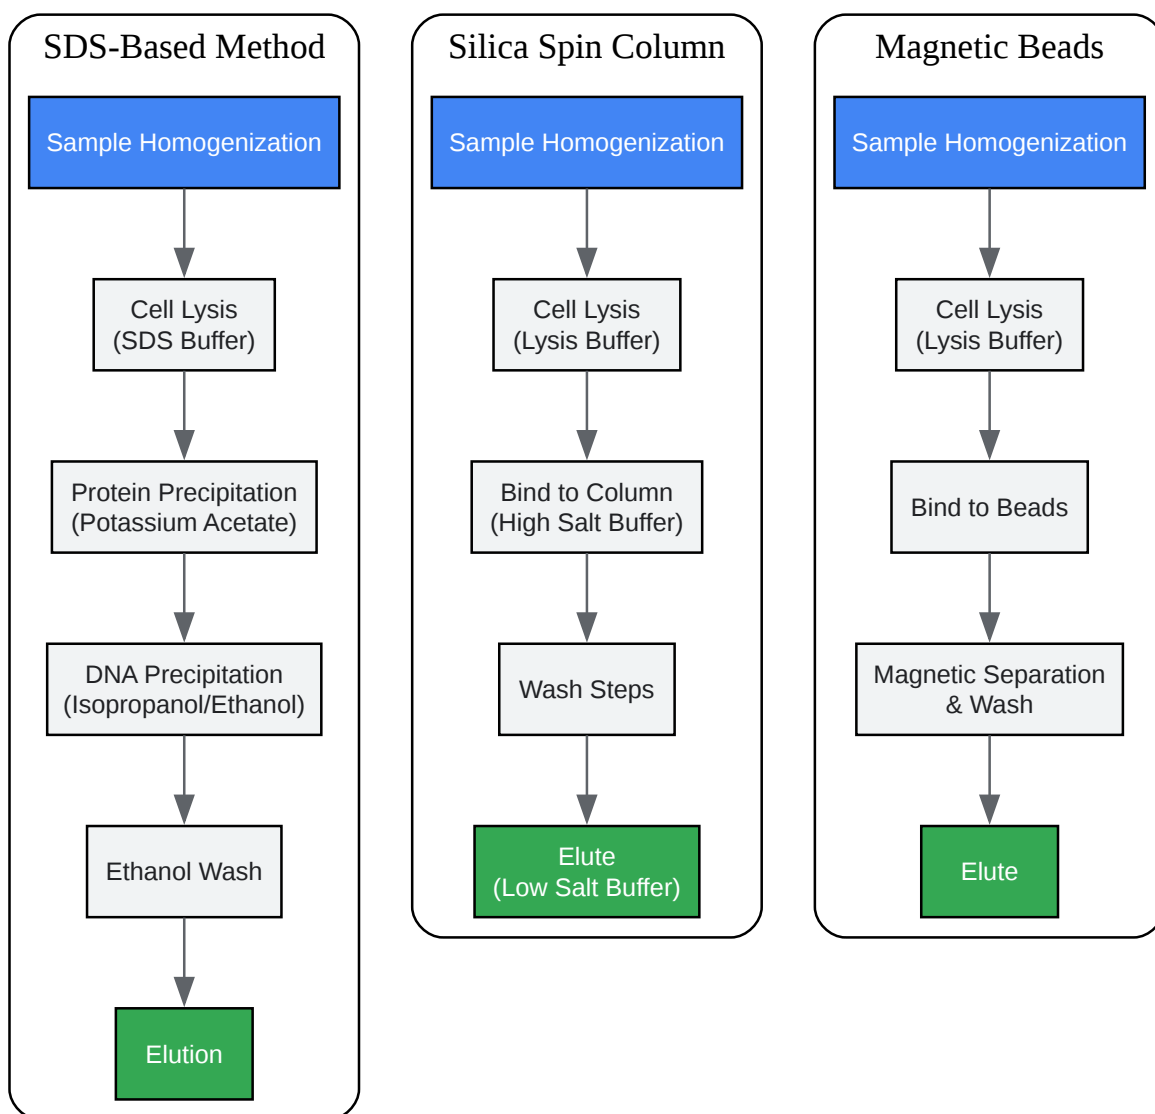 SDS-Based Method
Sample Homogenization
Cell Lysis
(SDS Buffer)
Protein Precipitation
(Potassium Acetate)
DNA Precipitation
(Isopropanol/Ethanol)
Ethanol Wash
Elution
Silica Spin Column
Sample Homogenization
Cell Lysis
(Lysis Buffer)
Bind to Column
(High Salt Buffer)
Wash Steps
Elute
(Low Salt Buffer)
Magnetic Beads
Sample Homogenization
Cell Lysis
(Lysis Buffer)
Bind to Beads
Magnetic Separation
& Wash
Elute